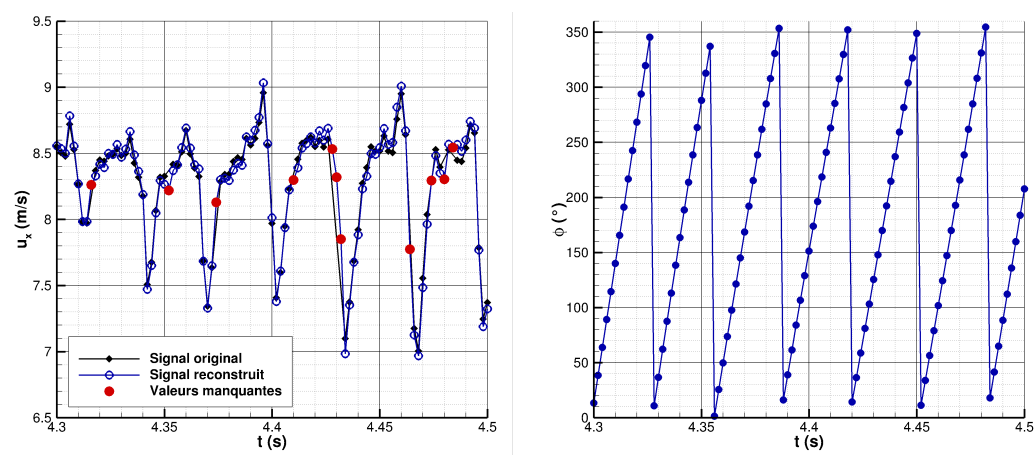 9.5
9
8.5
8
7.5
7
6.5
u_x (m/s)
Signal original
Signal reconstruit
Valeurs manquantes
4.3 4.35 4.4 4.45 4.5
t (s)
350
300
250
200
150
100
50
0
ϕ (°)
4.3 4.35 4.4 4.45 4.5
t (s)